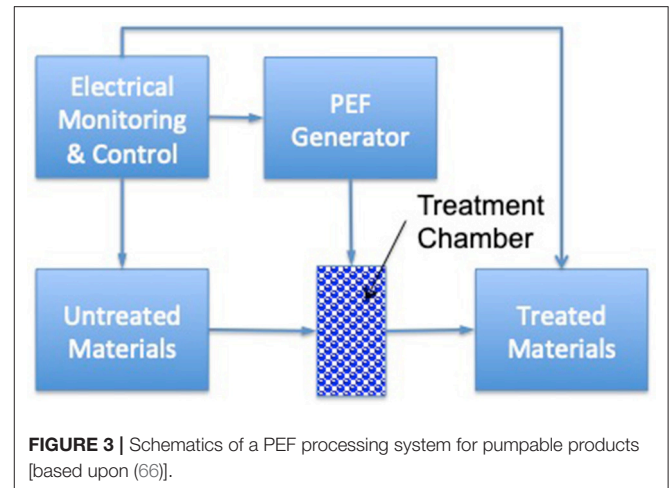 Electrical
Monitoring
& Control
PEF
Generator
Treatment
Chamber
Untreated
Materials
Treated
Materials
FIGURE 3 | Schematics of a PEF processing system for pumpable products
[based upon (66)].